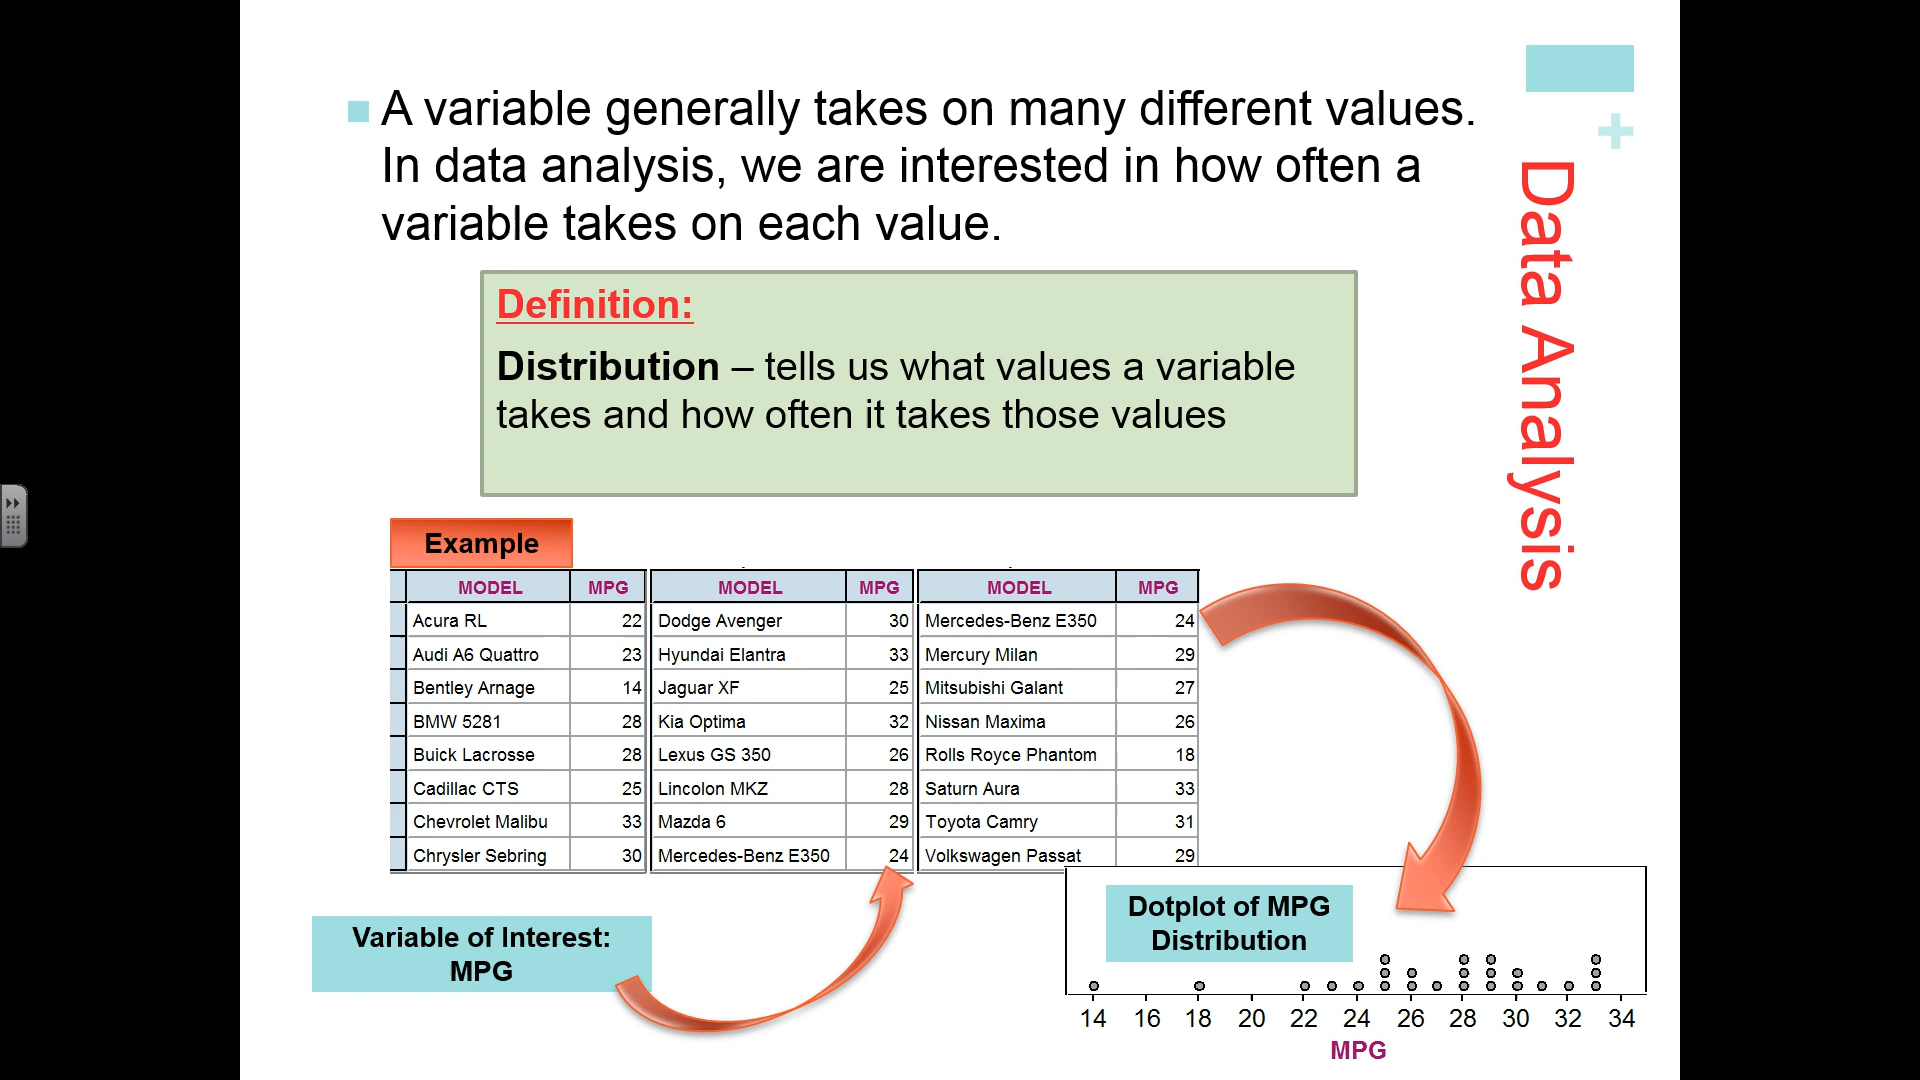 A variable generally takes on many different values.
In data analysis, we are interested in how often a
variable takes on each value.
+
Data Analysis
Definition:
Distribution – tells us what values a variable
takes and how often it takes those values
Example
MODEL MPG MODEL MPG MODEL MPG
Acura RL 22 Dodge Avenger 30 Mercedes-Benz E350 24
Audi A6 Quattro 23 Hyundai Elantra 33 Mercury Milan 29
Bentley Arnage 14 Jaguar XF 25 Mitsubishi Galant 27
BMW 5281 28 Kia Optima 32 Nissan Maxima 26
Buick Lacrosse 28 Lexus GS 350 26 Rolls Royce Phantom 18
Cadillac CTS 25 Lincolon MKZ 28 Saturn Aura 33
Chevrolet Malibu 33 Mazda 6 29 Toyota Camry 31
Chrysler Sebring 30 Mercedes-Benz E350 24 Volkswagen Passat 29
Variable of Interest:
MPG
Dotplot of MPG
Distribution
14 16 18 20 22 24 26 28 30 32 34
MPG